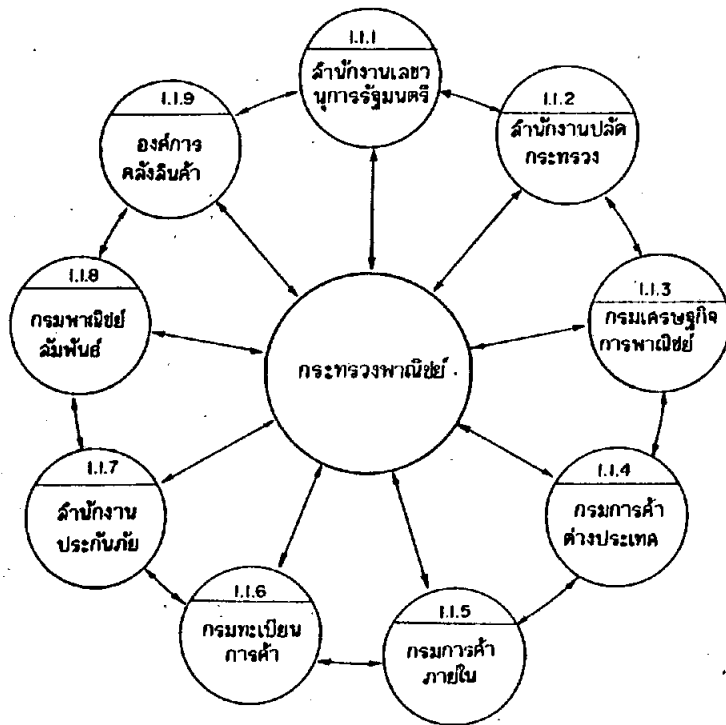 1.1.1
สำนักงานเลขา
นุการรัฐมนตรี
1.1.2
สำนักงานปลัด
กระทรวง
1.1.3
กรมเศรษฐกิจ
การพาณิชย์
1.1.4
กรมการค้า
ต่างประเทศ
1.1.5
กรมการค้า
ภายใน
1.1.6
กรมทะเบียน
การค้า
1.1.7
สำนักงาน
ประกันภัย
1.1.8
กรมพาณิชย์
สัมพันธ์
1.1.9
องค์การ
คลังสินค้า
กระทรวงพาณิชย์